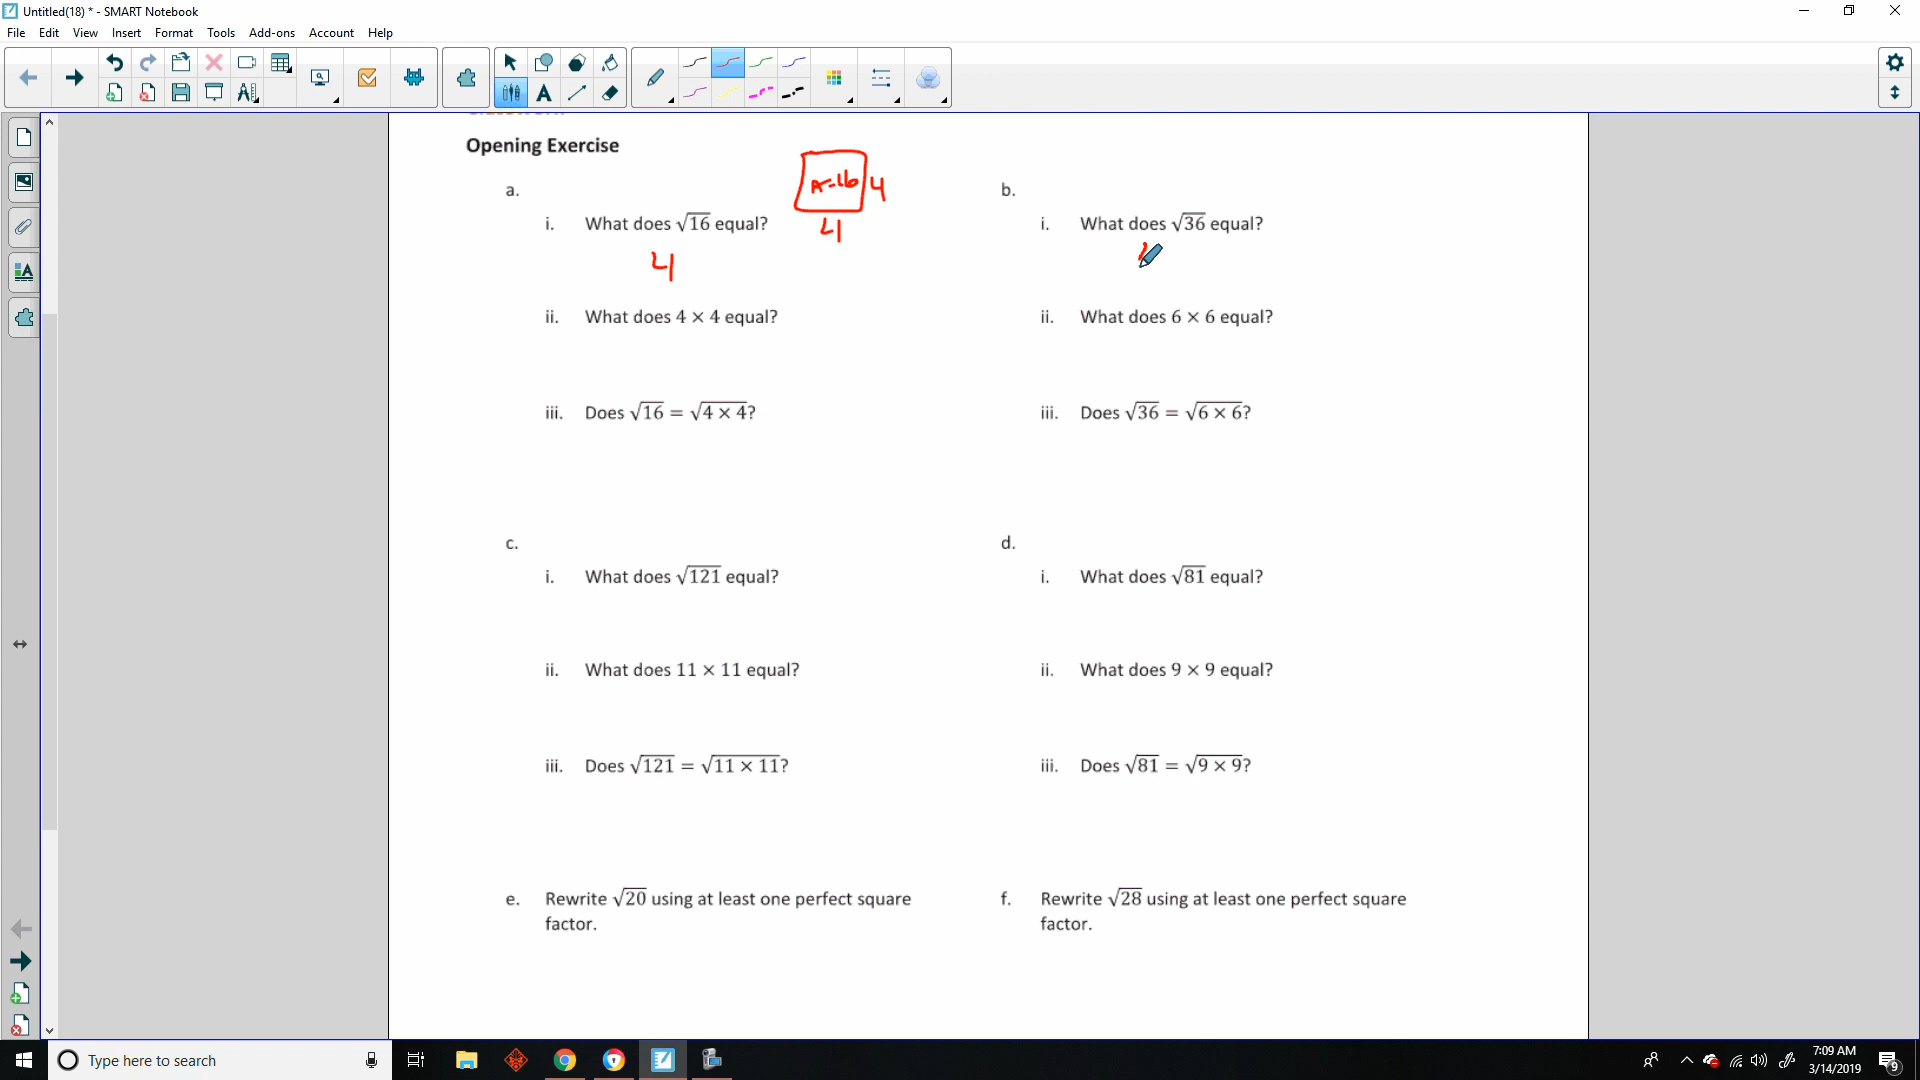 Untitled(18) * - SMART Notebook
File Edit View Insert Format Tools Add-ons Account Help
Opening Exercise
a.
i. What does √16 equal?
A=16 4
4
4
ii. What does 4 × 4 equal?
iii. Does √16 = √4 × 4?
b.
i. What does √36 equal?
ii. What does 6 × 6 equal?
iii. Does √36 = √6 × 6?
c.
i. What does √121 equal?
ii. What does 11 × 11 equal?
iii. Does √121 = √11 × 11?
d.
i. What does √81 equal?
ii. What does 9 × 9 equal?
iii. Does √81 = √9 × 9?
e. Rewrite √20 using at least one perfect square
factor.
f. Rewrite √28 using at least one perfect square
factor.
Type here to search
7:09 AM
3/14/2019
9